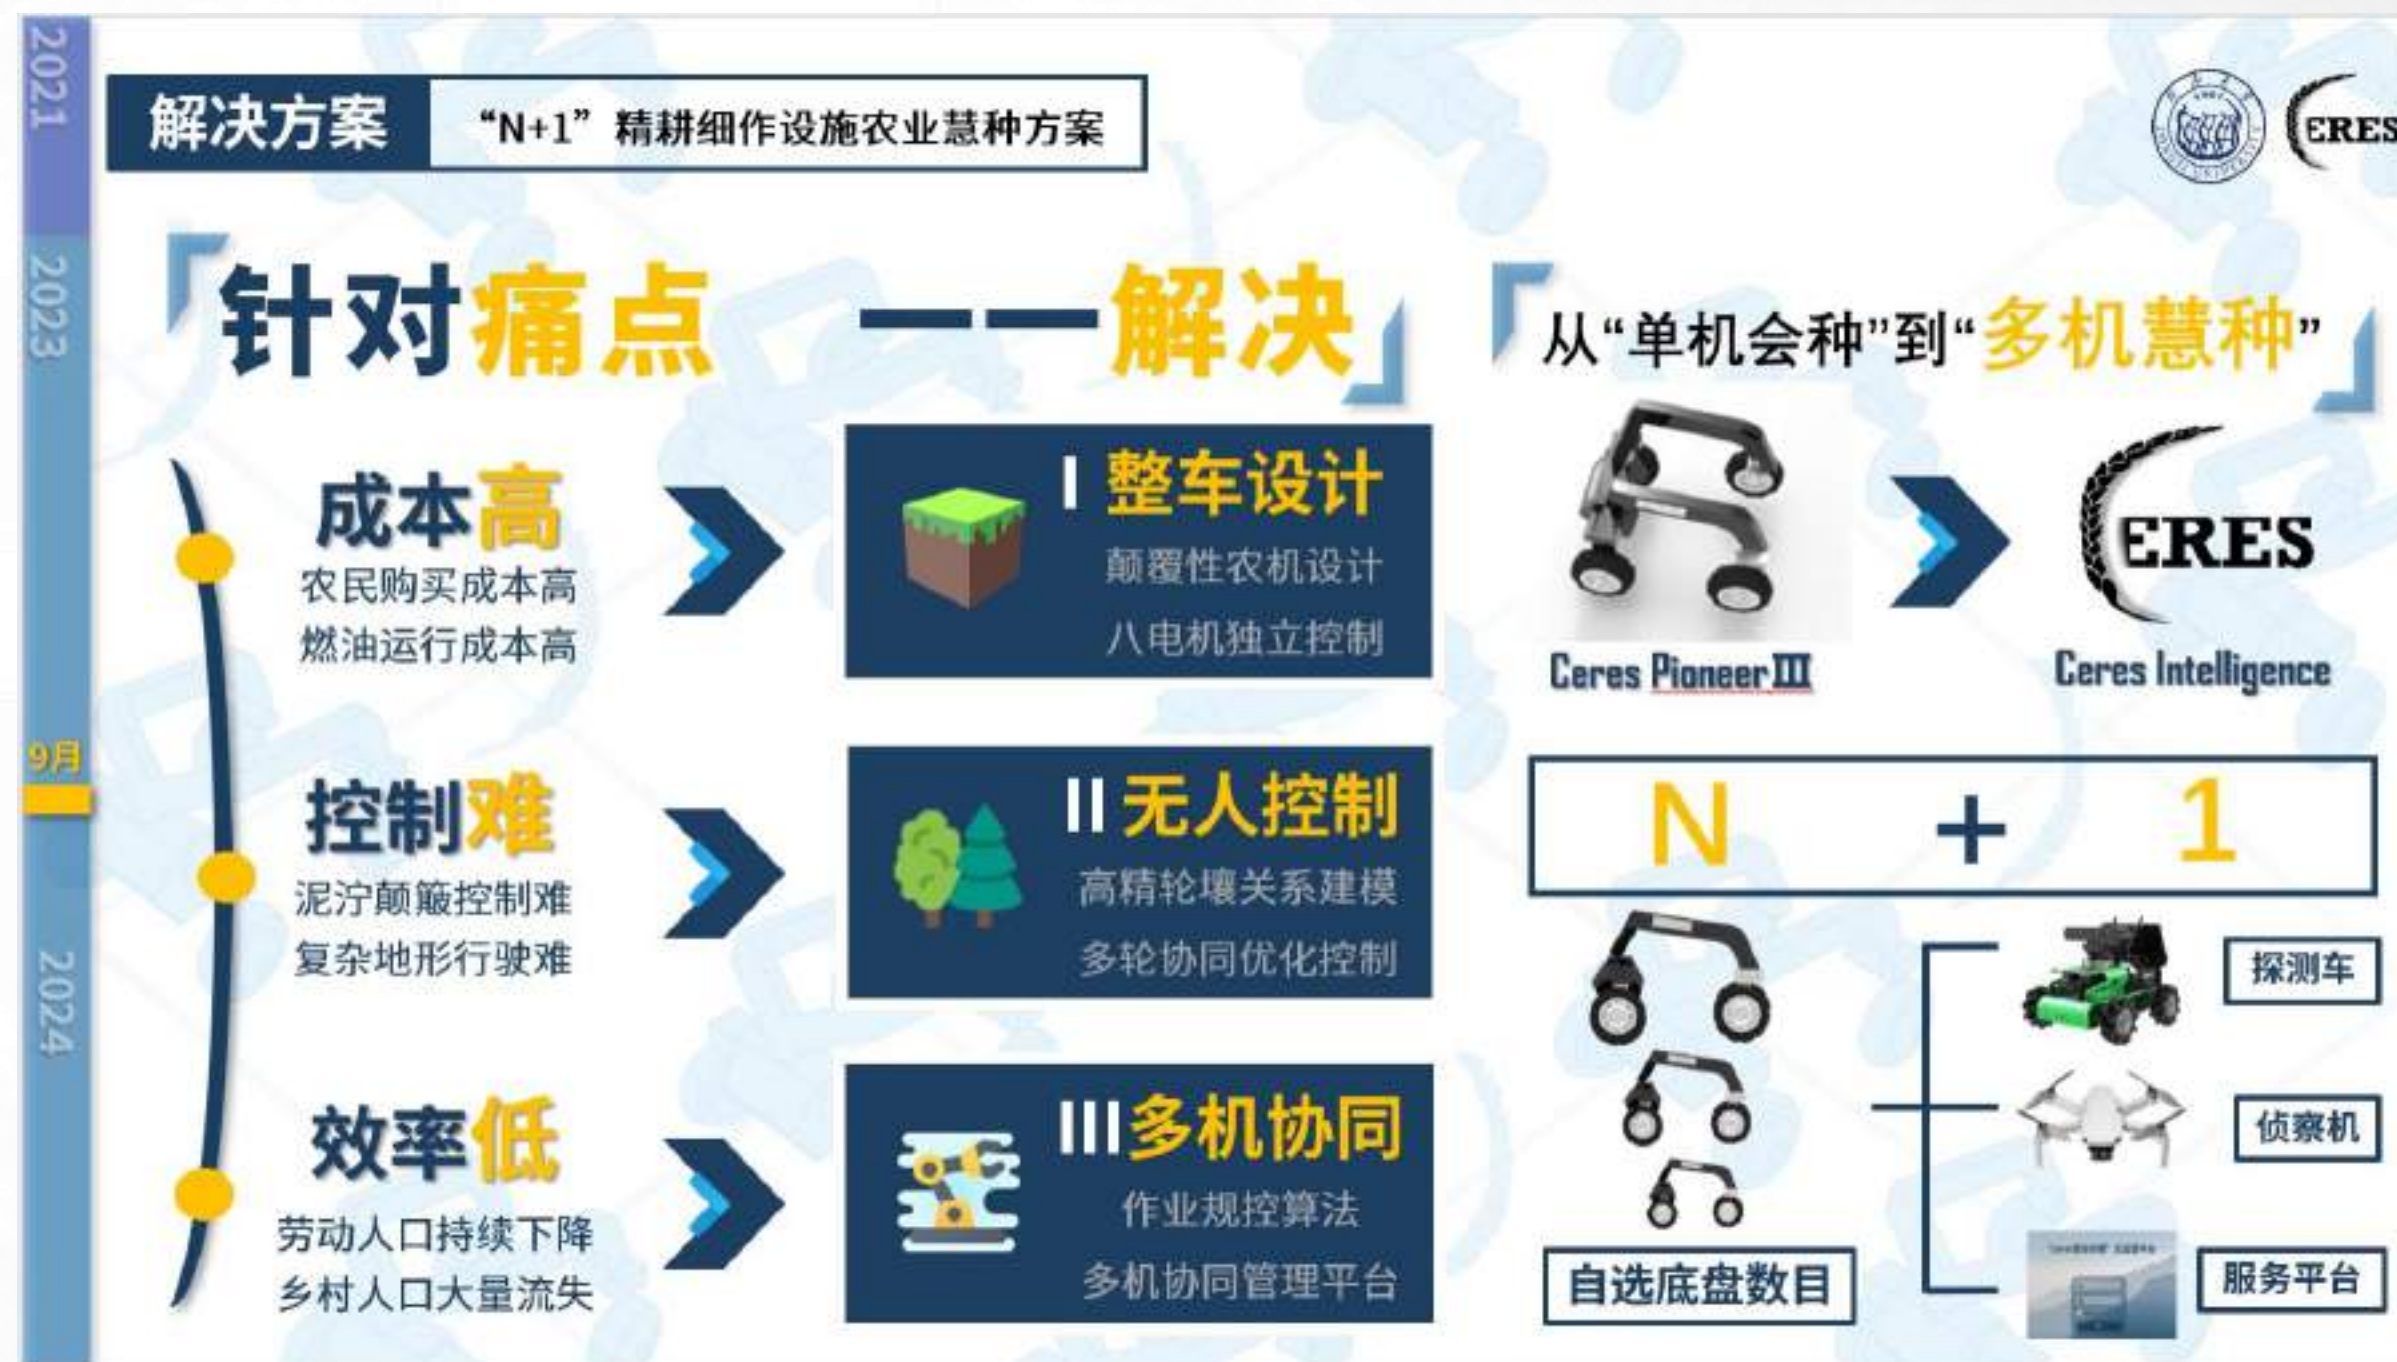 2021
2023
9月
2024
解决方案
“N+1”精耕细作设施农业慧种方案
ERES
针对痛点 一一解决
成本高
农民购买成本高
燃油运行成本高
I 整车设计
颠覆性农机设计
八电机独立控制
控制难
泥泞颠簸控制难
复杂地形行驶难
II 无人控制
高精轮壤关系建模
多轮协同优化控制
效率低
劳动人口持续下降
乡村人口大量流失
III 多机协同
作业规控算法
多机协同管理平台
从“单机会种”到“多机慧种”
Ceres Pioneer III
CERES
Ceres Intelligence
N + 1
自选底盘数目
探测车
侦察机
服务平台